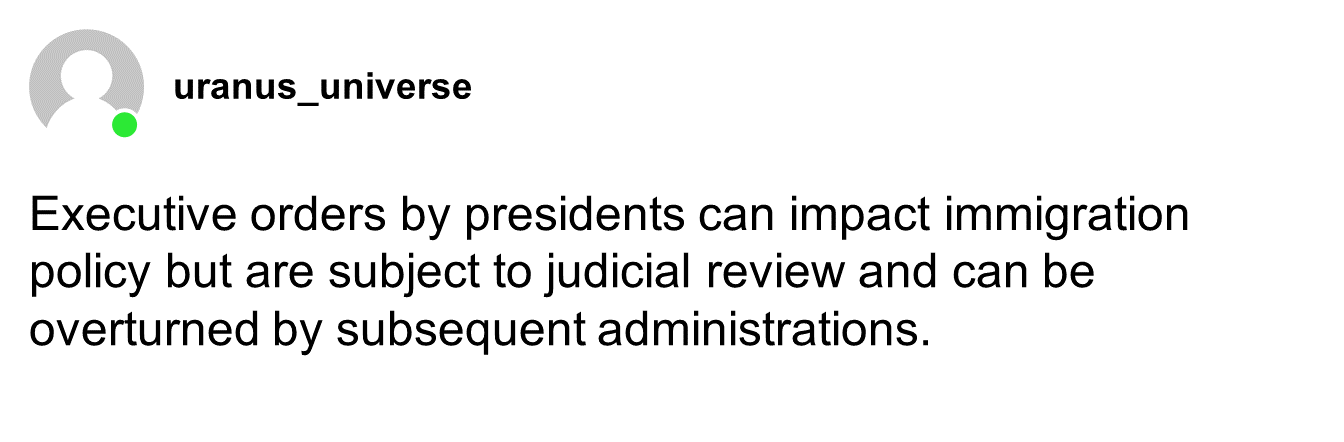 uranus_universe
Executive orders by presidents can impact immigration
policy but are subject to judicial review and can be
overturned by subsequent administrations.